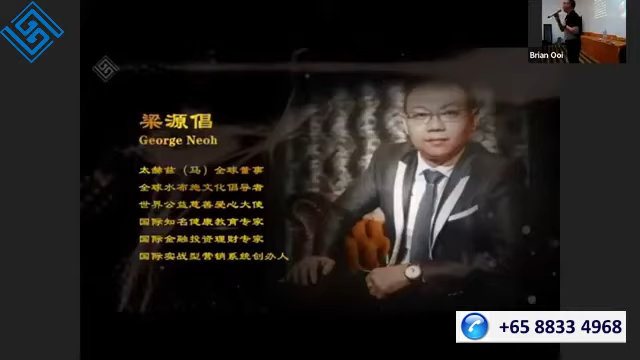 Brian Ooi
梁源倡
George Neoh
太赫兹（马）全球董事
全球水布施文化倡导者
世界公益慈善爱心大使
国际知名健康教育专家
国际金融投资理财专家
国际实战型营销系统创办人
+65 8833 4968